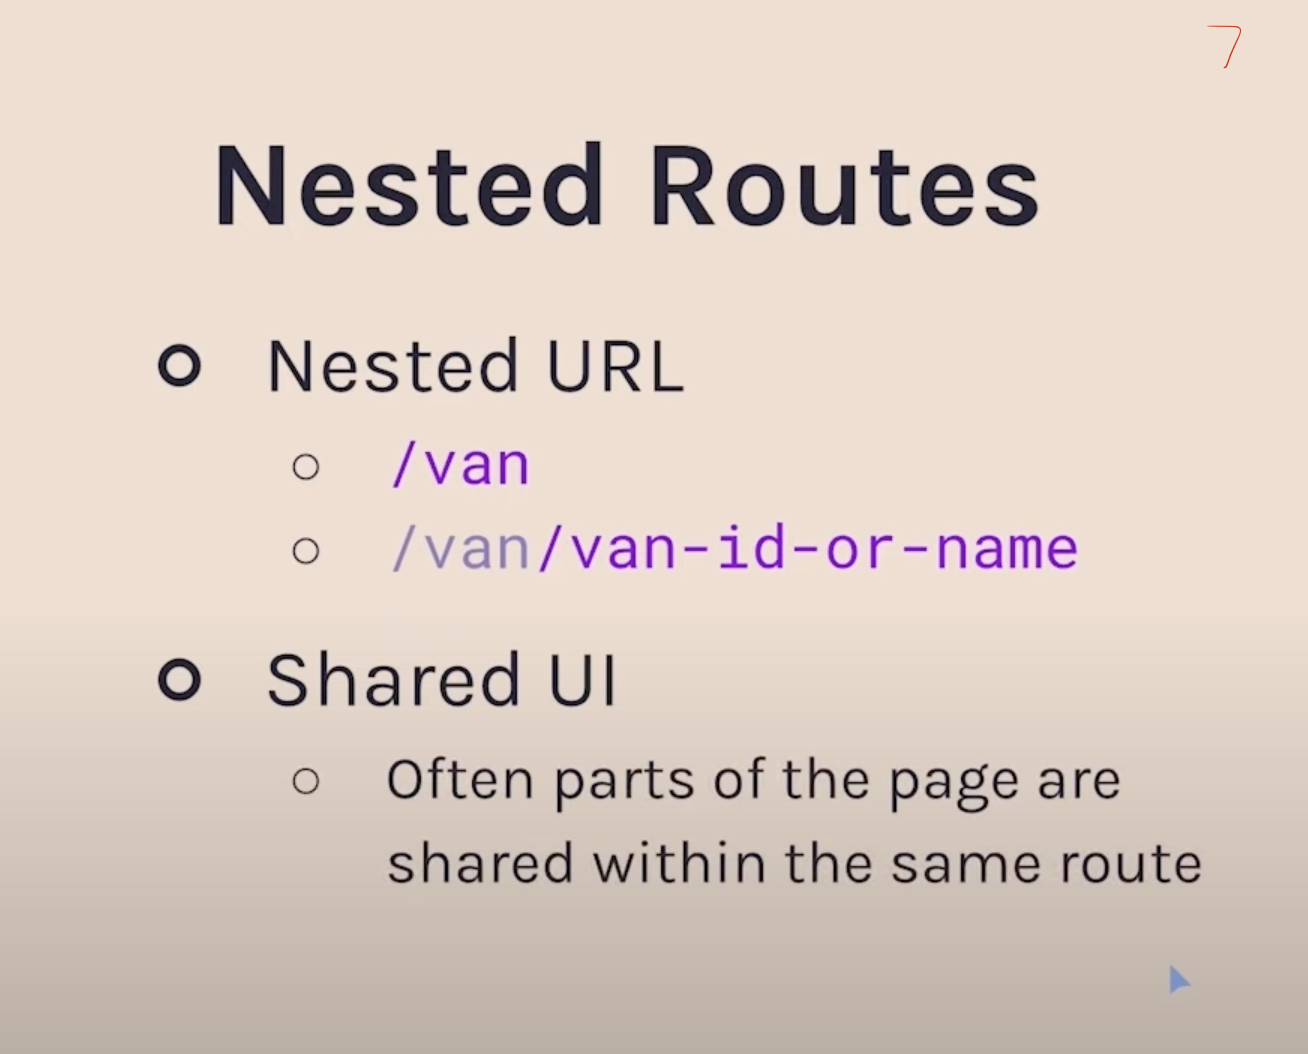 7
Nested Routes
Nested URL
/van
/van/van-id-or-name
Shared UI
Often parts of the page are
shared within the same route